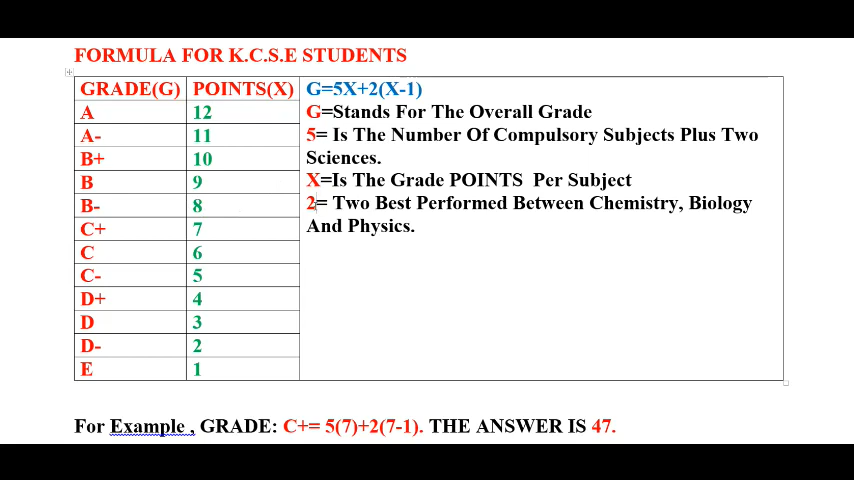 FORMULA FOR K.C.S.E STUDENTS
GRADE(G) POINTS(X)
A 12
A- 11
B+ 10
B 9
B- 8
C+ 7
C 6
C- 5
D+ 4
D 3
D- 2
E 1
G=5X+2(X-1)
G=Stands For The Overall Grade
5= Is The Number Of Compulsory Subjects Plus Two
Sciences.
X=Is The Grade POINTS Per Subject
2= Two Best Performed Between Chemistry, Biology
And Physics.
For Example , GRADE: C+= 5(7)+2(7-1). THE ANSWER IS 47.